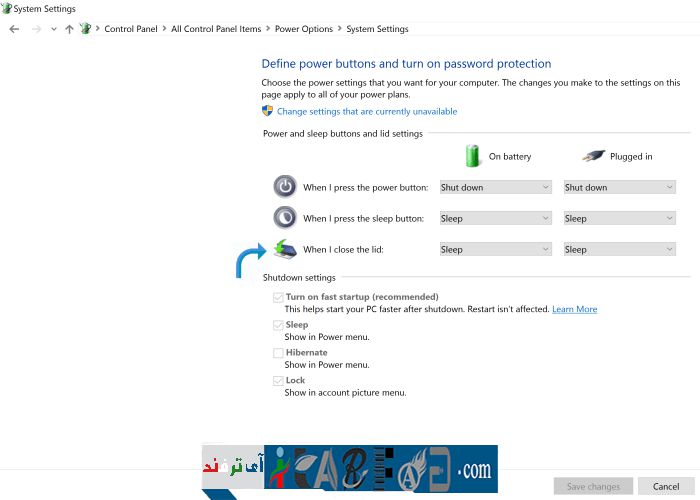 System Settings
Control Panel > All Control Panel Items > Power Options > System Settings
Define power buttons and turn on password protection
Choose the power settings that you want for your computer. The changes you make to the settings on this
page apply to all of your power plans.
Change settings that are currently unavailable
Power and sleep buttons and lid settings
On battery Plugged in
When I press the power button: Shut down Shut down
When I press the sleep button: Sleep Sleep
When I close the lid: Sleep Sleep
Shutdown settings
Turn on fast startup (recommended)
This helps start your PC faster after shutdown. Restart isn't affected. Learn More
Sleep
Show in Power menu.
Hibernate
Show in Power menu.
Lock
Show in account picture menu.
آی ترفند
.com
Save changes Cancel